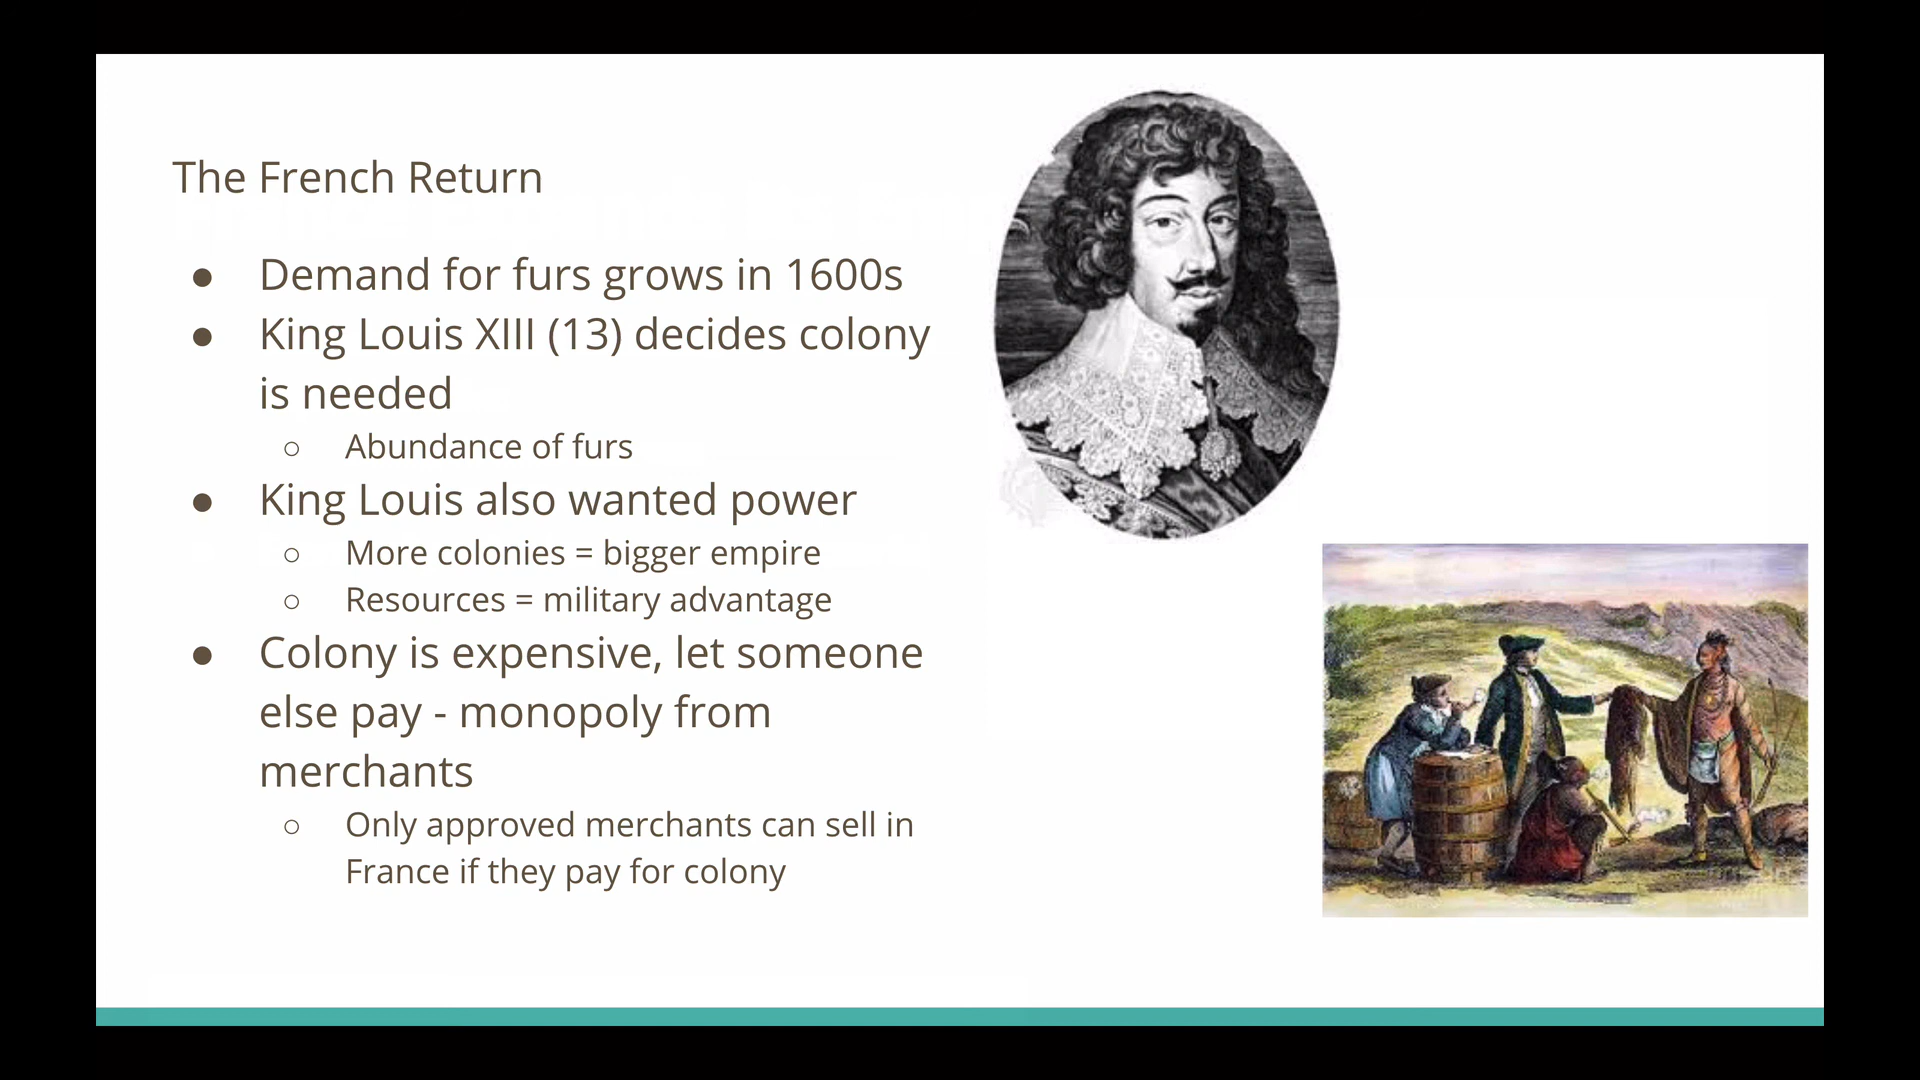 The French Return
● Demand for furs grows in 1600s
● King Louis XIII (13) decides colony
is needed
○ Abundance of furs
● King Louis also wanted power
○ More colonies = bigger empire
○ Resources = military advantage
● Colony is expensive, let someone
else pay - monopoly from
merchants
○ Only approved merchants can sell in
France if they pay for colony